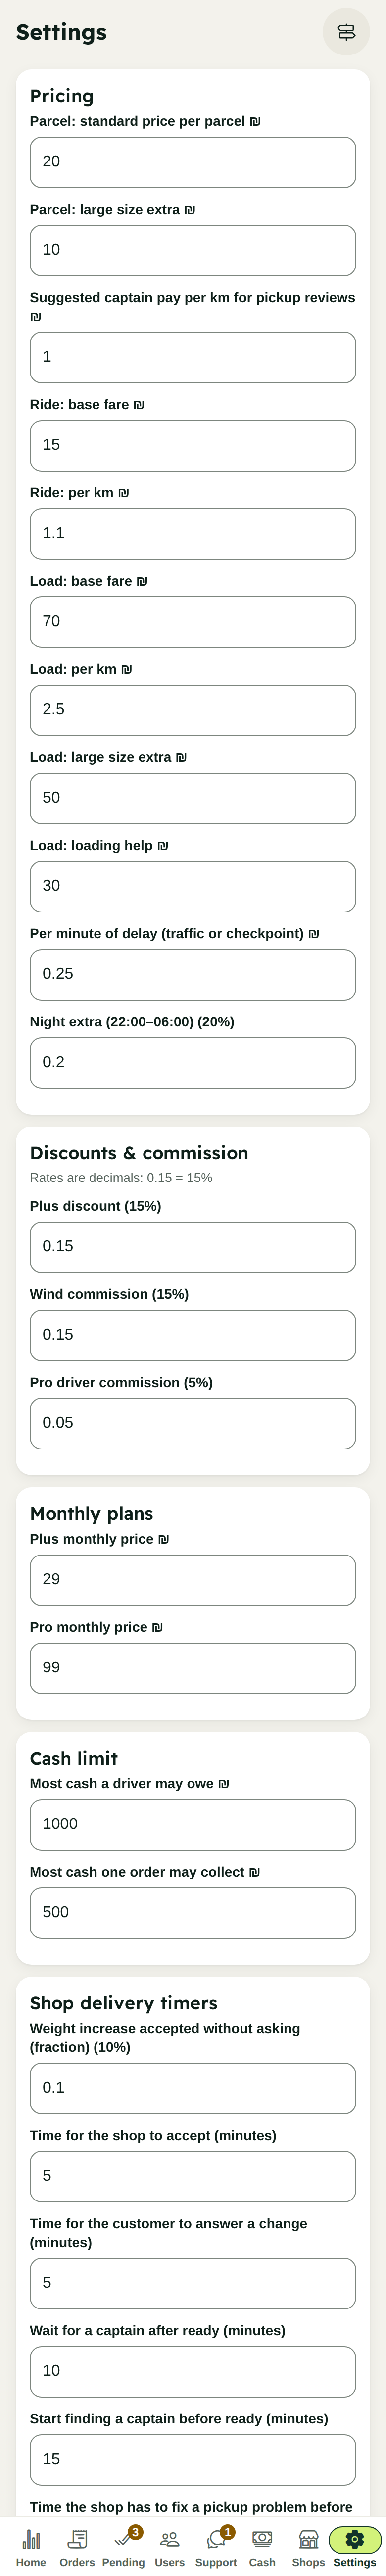 Settings
Pricing
Parcel: standard price per parcel ₪
20
Parcel: large size extra ₪
10
Suggested captain pay per km for pickup reviews
₪
1
Ride: base fare ₪
15
Ride: per km ₪
1.1
Load: base fare ₪
70
Load: per km ₪
2.5
Load: large size extra ₪
50
Load: loading help ₪
30
Per minute of delay (traffic or checkpoint) ₪
0.25
Night extra (22:00–06:00) (20%)
0.2
Discounts & commission
Rates are decimals: 0.15 = 15%
Plus discount (15%)
0.15
Wind commission (15%)
0.15
Pro driver commission (5%)
0.05
Monthly plans
Plus monthly price ₪
29
Pro monthly price ₪
99
Cash limit
Most cash a driver may owe ₪
1000
Most cash one order may collect ₪
500
Shop delivery timers
Weight increase accepted without asking
(fraction) (10%)
0.1
Time for the shop to accept (minutes)
5
Time for the customer to answer a change
(minutes)
5
Wait for a captain after ready (minutes)
10
Start finding a captain before ready (minutes)
15
Time the shop has to fix a pickup problem before
3 1
Home Orders Pending Users Support Cash Shops Settings